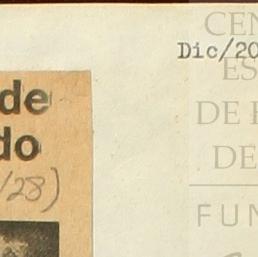 Dic/20
de
do
/28)
CEN
ES
DE
DE
FUN